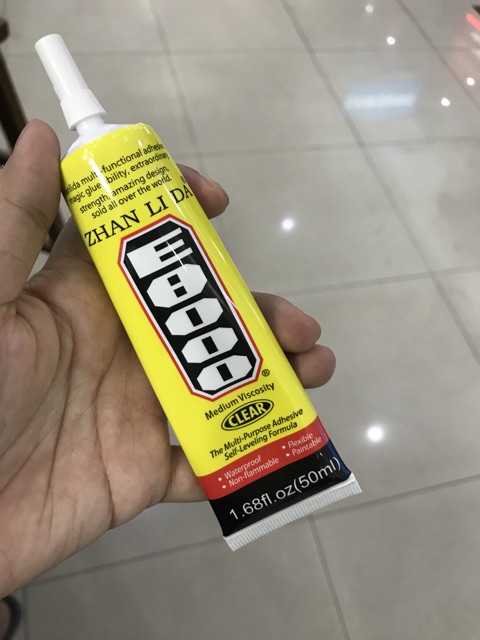 multi-functional adhesive
magic glue ability, extraordinary
strength, amazing design,
sold all over the world.
ZHAN LI DA
E8000
®
Medium Viscosity
CLEAR
The Multi-Purpose Adhesive
Self-Leveling Formula
• Waterproof • Flexible
• Non-flammable • Paintable
1.68fl.oz(50ml)